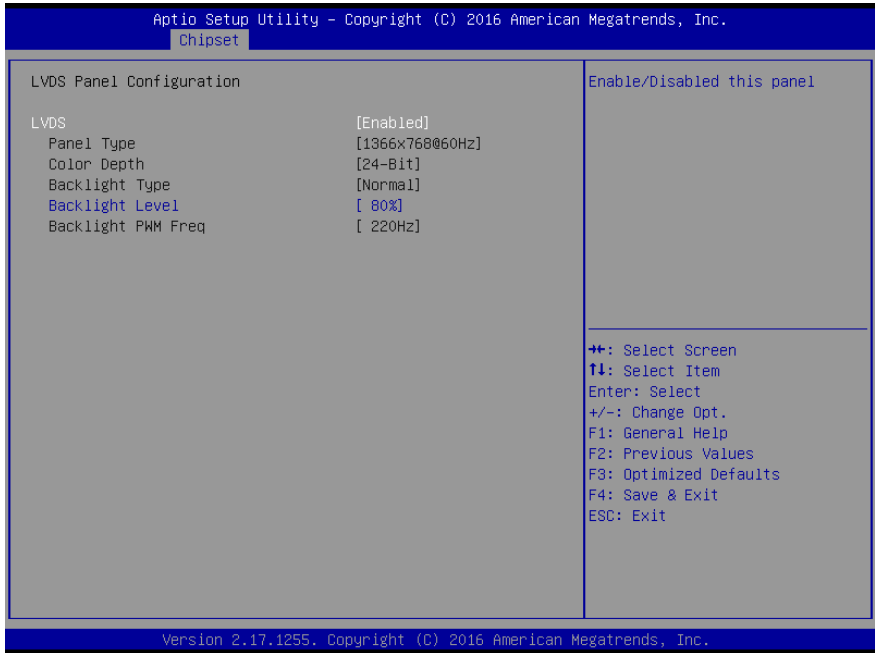 Aptio Setup Utility – Copyright (C) 2016 American Megatrends, Inc.
Chipset
LVDS Panel Configuration
LVDS [Enabled]
Panel Type [1366x768@60Hz]
Color Depth [24-Bit]
Backlight Type [Normal]
Backlight Level [ 80%]
Backlight PWM Freq [ 220Hz]
Enable/Disabled this panel
→←: Select Screen
↑↓: Select Item
Enter: Select
+/-: Change Opt.
F1: General Help
F2: Previous Values
F3: Optimized Defaults
F4: Save & Exit
ESC: Exit
Version 2.17.1255. Copyright (C) 2016 American Megatrends, Inc.